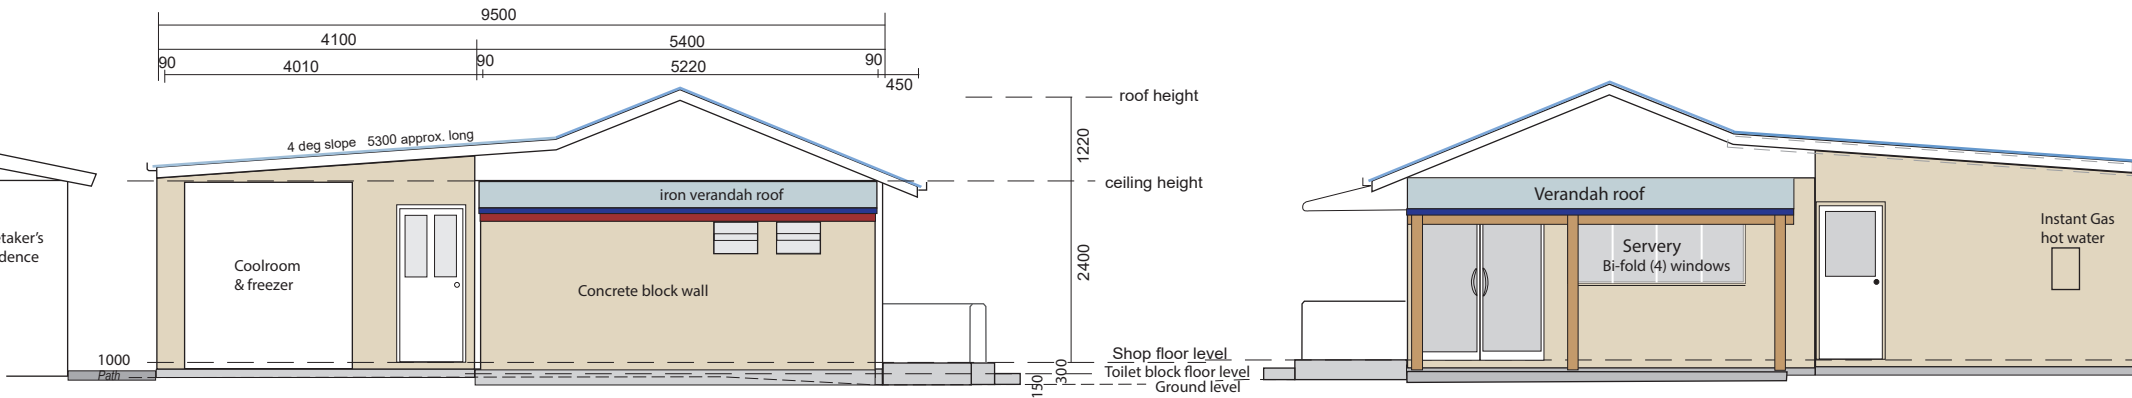 9500
4100
5400
90
4010
90
5220
90
450
4 deg slope 5300 approx. long
roof height
1220
ceiling height
2400
iron verandah roof
etaker's
dence
Coolroom
& freezer
Concrete block wall
1000
Path
Shop floor level
Toilet block floor level
Ground level
300
150
Verandah roof
Servery
Bi-fold (4) windows
Instant Gas
hot water